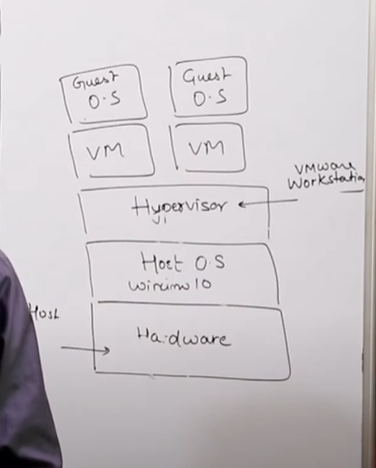 Guest
O.S
Guest
O.S
VM
VM
VMware
Workstation
Hypervisor
Host O.S
Host
Hardware